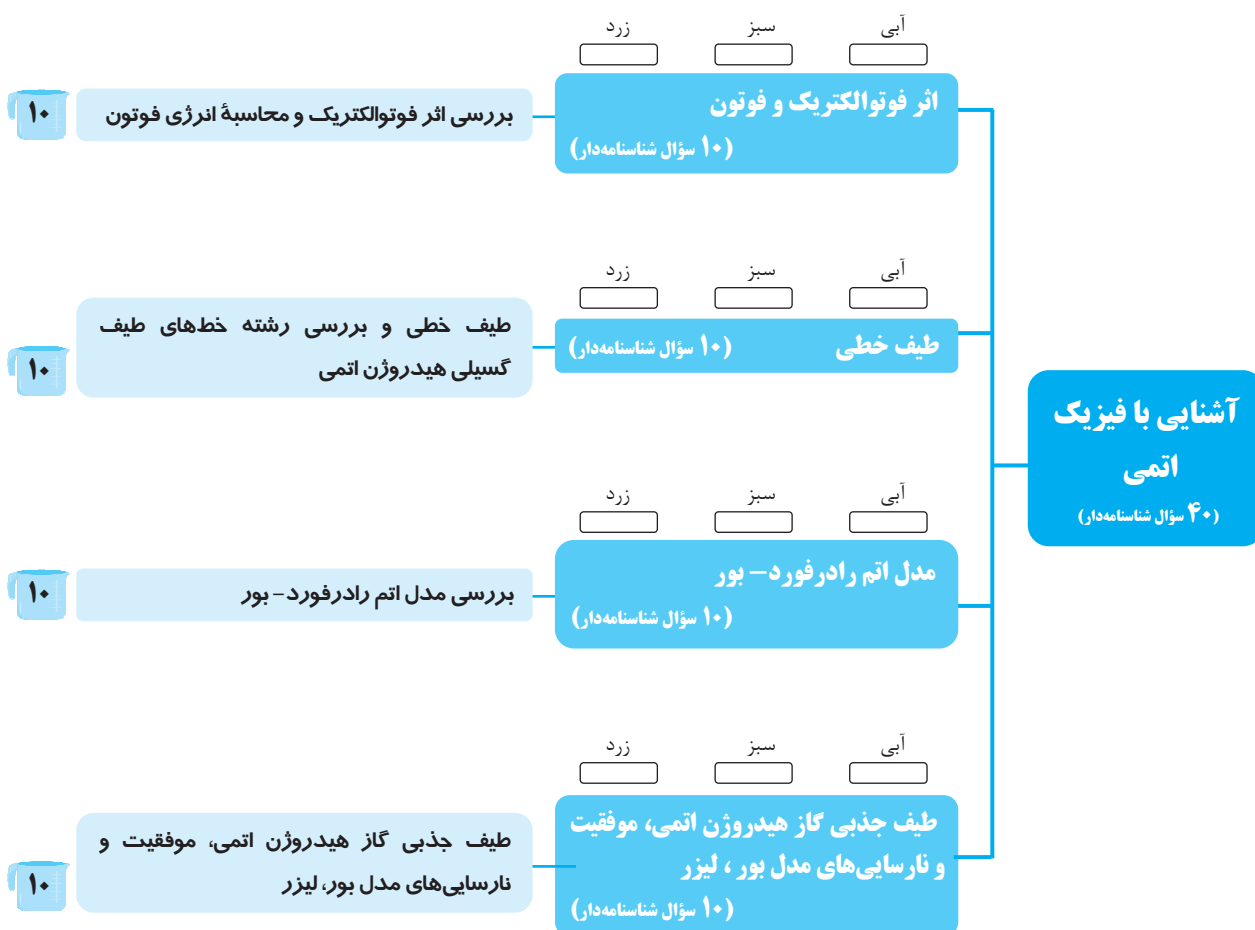 آشنایی با فیزیک
اتمی
(۴۰ سؤال شناسنامه‌دار)
آبی سبز زرد
اثر فوتوالکتریک و فوتون
(۱۰ سؤال شناسنامه‌دار)
بررسی اثر فوتوالکتریک و محاسبهٔ انرژی فوتون
۱۰
آبی سبز زرد
طیف خطی (۱۰ سؤال شناسنامه‌دار)
طیف خطی و بررسی رشته خط‌های طیف
گسیلی هیدروژن اتمی
۱۰
آبی سبز زرد
مدل اتم رادرفورد – بور
(۱۰ سؤال شناسنامه‌دار)
بررسی مدل اتم رادرفورد – بور
۱۰
آبی سبز زرد
طیف جذبی گاز هیدروژن اتمی، موفقیت
و نارسایی‌های مدل بور ، لیزر
(۱۰ سؤال شناسنامه‌دار)
طیف جذبی گاز هیدروژن اتمی، موفقیت و
نارسایی‌های مدل بور، لیزر
۱۰